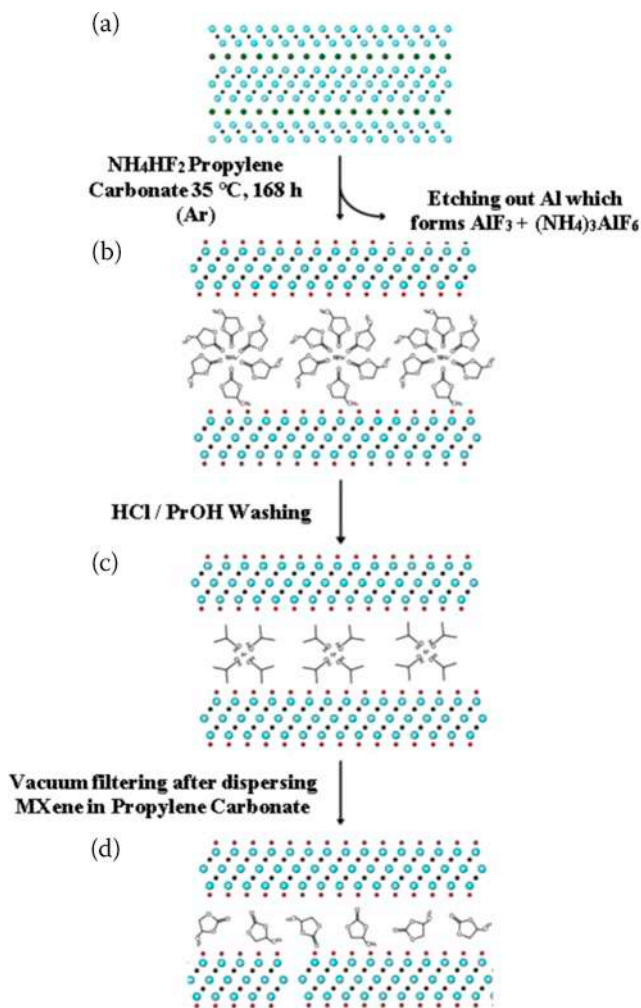 (a)
NH₄HF₂ Propylene
Carbonate 35 °C, 168 h
(Ar)
Etching out Al which
forms AlF₃ + (NH₄)₃AlF₆
(b)
HCl / PrOH Washing
(c)
Vacuum filtering after dispersing
MXene in Propylene Carbonate
(d)